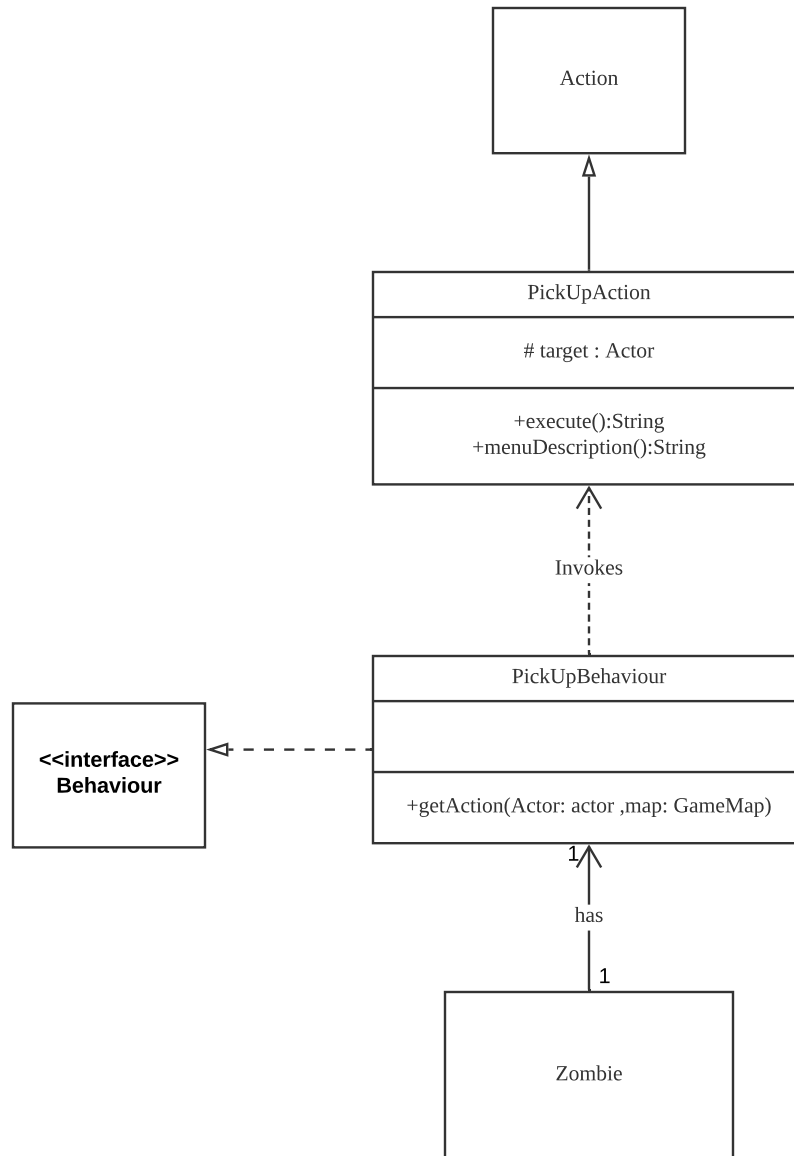 Action
PickUpAction
# target : Actor
+execute():String
+menuDescription():String
Invokes
PickUpBehaviour
<<interface>>
Behaviour
+getAction(Actor: actor ,map: GameMap)
1
has
1
Zombie